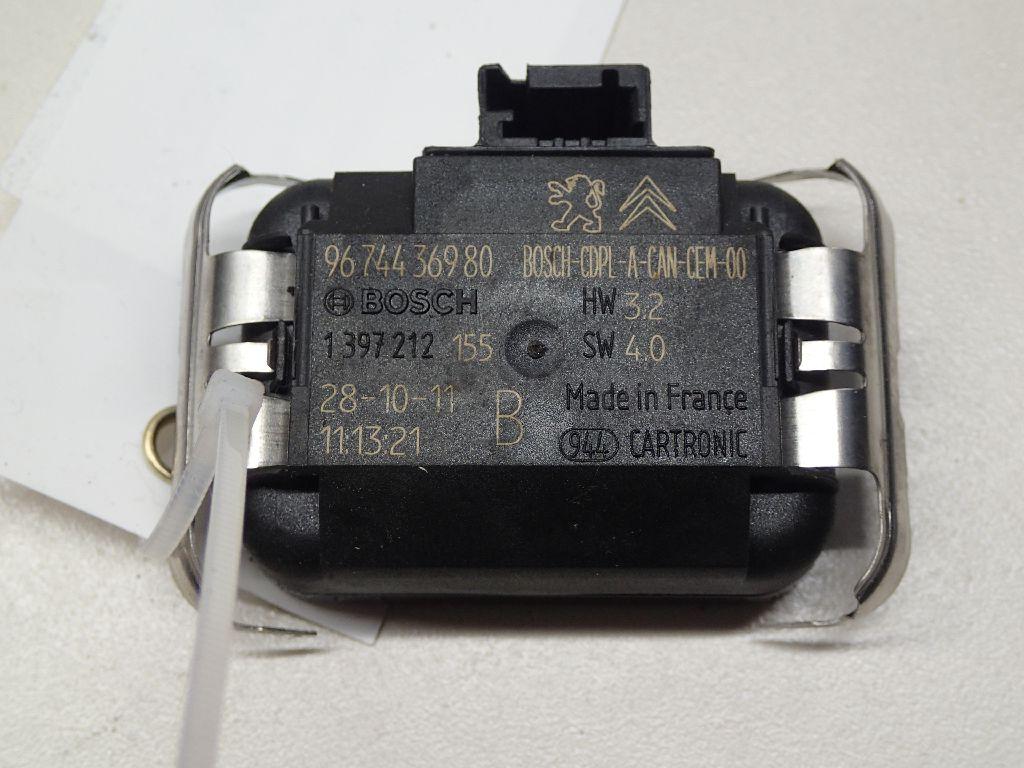 96 744 369 80 BOSCH-CDPL-A-CAN-CEM-00
BOSCH HW 3.2
1 397 212 155 SW 4.0
28-10-11 B Made in France
11:13:21 944 CARTRONIC